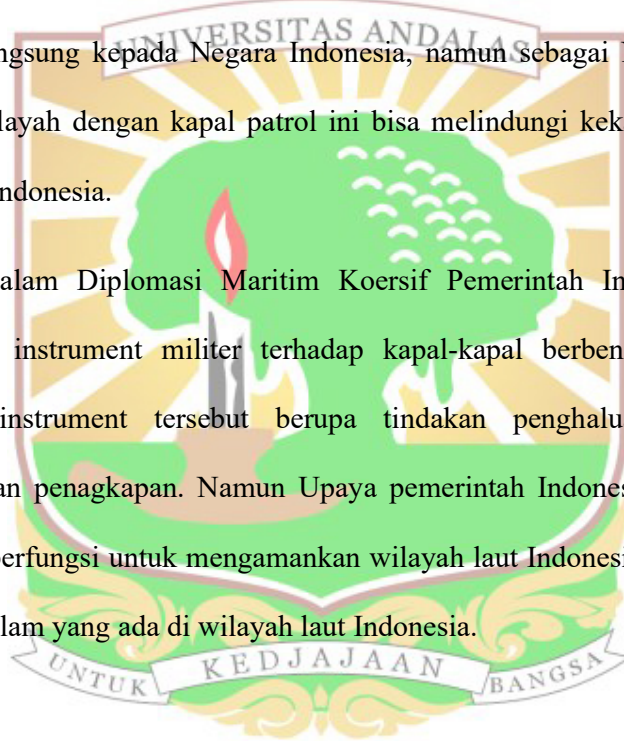 UNIVERSITAS ANDALAS
ngsung kepada Negara Indonesia, namun sebagai
layah dengan kapal patrol ini bisa melindungi kek
ndonesia.
alam Diplomasi Maritim Koersif Pemerintah In
instrument militer terhadap kapal-kapal berben
instrument tersebut berupa tindakan penghalu
an penagkapan. Namun Upaya pemerintah Indones
berfungsi untuk mengamankan wilayah laut Indonesi
lam yang ada di wilayah laut Indonesia.
UNTUK KEDJAJAAN BANGSA